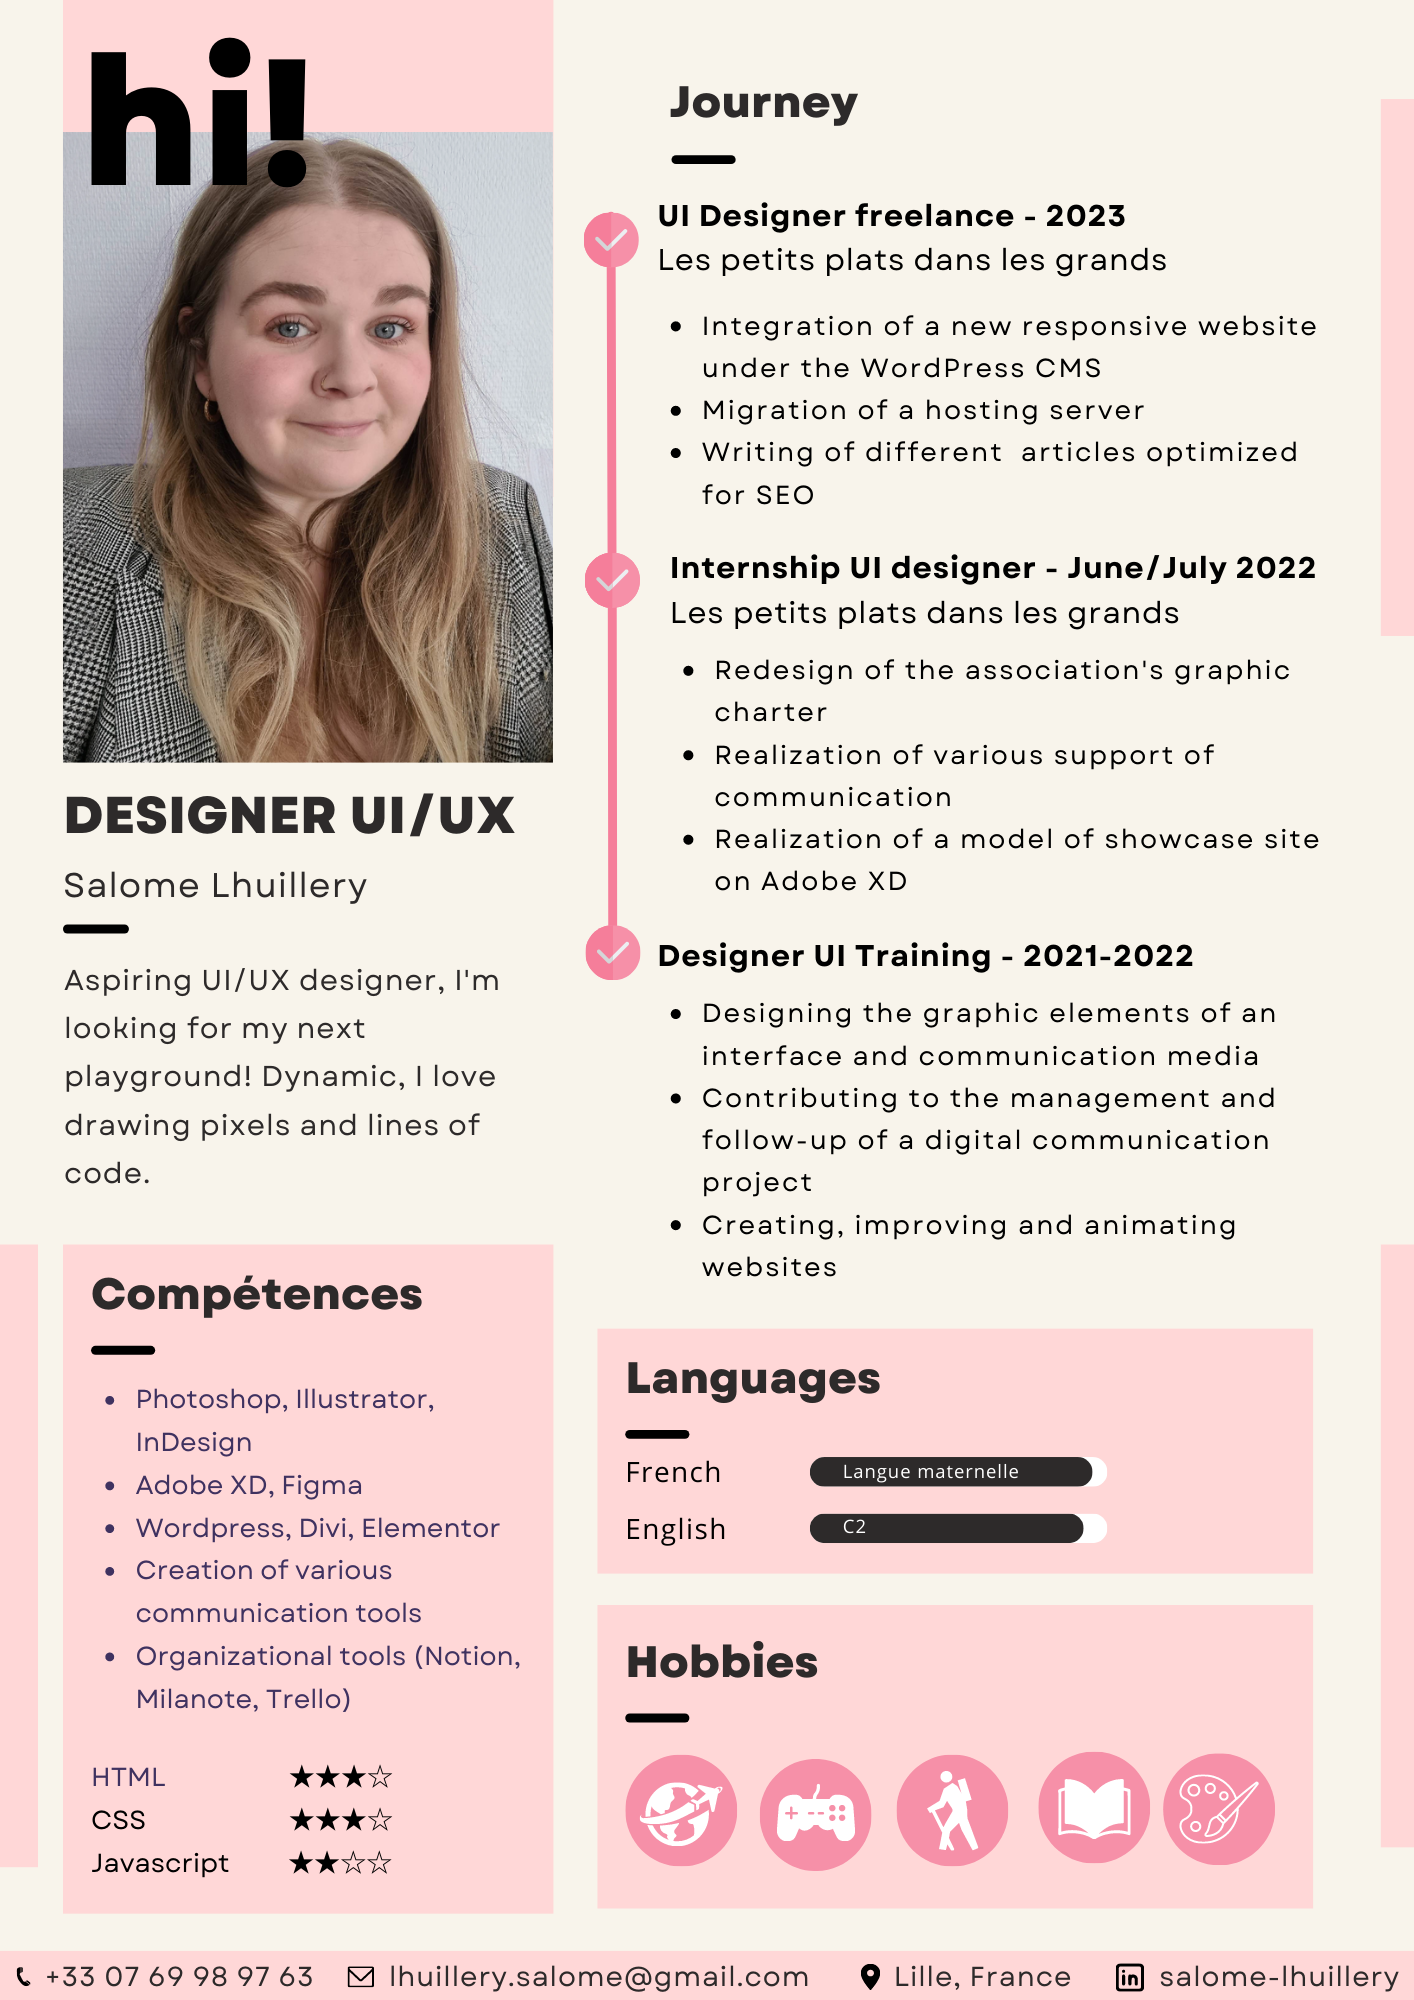 hi!
DESIGNER UI/UX
Salome Lhuillery
Aspiring UI/UX designer, I'm
looking for my next
playground! Dynamic, I love
drawing pixels and lines of
code.
Compétences
• Photoshop, Illustrator,
InDesign
• Adobe XD, Figma
• Wordpress, Divi, Elementor
• Creation of various
communication tools
• Organizational tools (Notion,
Milanote, Trello)
HTML ★★★☆
CSS ★★★☆
Javascript ★★☆☆
Journey
UI Designer freelance - 2023
Les petits plats dans les grands
• Integration of a new responsive website
under the WordPress CMS
• Migration of a hosting server
• Writing of different  articles optimized
for SEO
Internship UI designer - June/July 2022
Les petits plats dans les grands
• Redesign of the association's graphic
charter
• Realization of various support of
communication
• Realization of a model of showcase site
on Adobe XD
Designer UI Training - 2021-2022
• Designing the graphic elements of an
interface and communication media
• Contributing to the management and
follow-up of a digital communication
project
• Creating, improving and animating
websites
Languages
French Langue maternelle
English C2
Hobbies
+33 07 69 98 97 63 lhuillery.salome@gmail.com Lille, France in salome-lhuillery